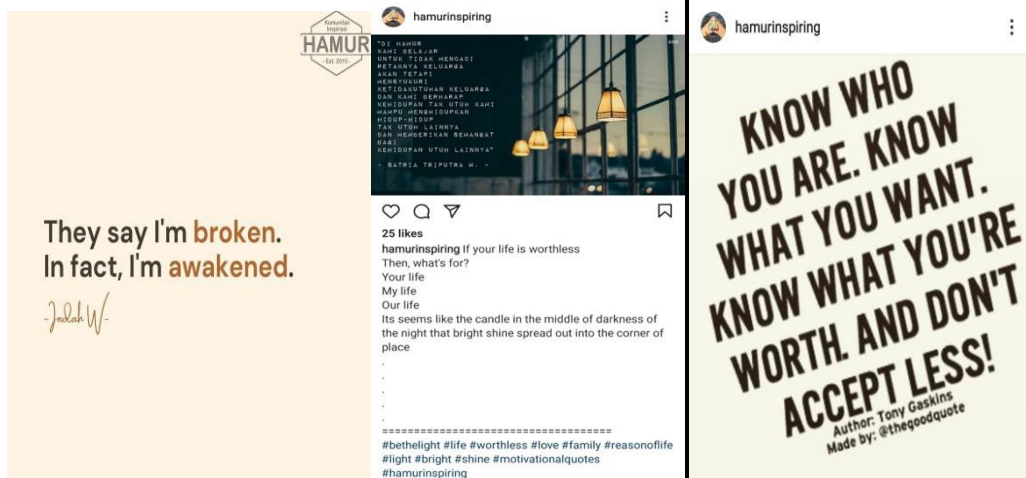 Komunitas
Inspirasi
HAMUR
- Est. 2015 -
They say I'm broken.
In fact, I'm awakened.
-Indah W-
hamurinspiring
"DI HAMUR
KAMI BELAJAR
UNTUK TIDAK MENCACI
RETAKNYA KELUARGA
AKAN TETAPI
MENSYUKURI
KETIDAKUTUHAN KELUARGA
DAN KAMI BERHARAP
KEHIDUPAN TAK UTUH KAMI
MAMPU MENGHIDUPKAN
HIDUP-HIDUP
TAK UTUH LAINNYA
DAN MEMBERIKAN SEMANGAT
BAGI
KEHIDUPAN UTUH LAINNYA"
- SATRIA TRIPUTRA W. -
25 likes
hamurinspiring If your life is worthless
Then, what's for?
Your life
My life
Our life
Its seems like the candle in the middle of darkness of
the night that bright shine spread out into the corner of
place
.
.
.
.
.
=====================================
#bethelight #life #worthless #love #family #reasonoflife
#light #bright #shine #motivationalquotes
#hamurinspiring
hamurinspiring
KNOW WHO
YOU ARE. KNOW
WHAT YOU WANT.
KNOW WHAT YOU'RE
WORTH. AND DON'T
ACCEPT LESS!
Author: Tony Gaskins
Made by: @thegoodquote